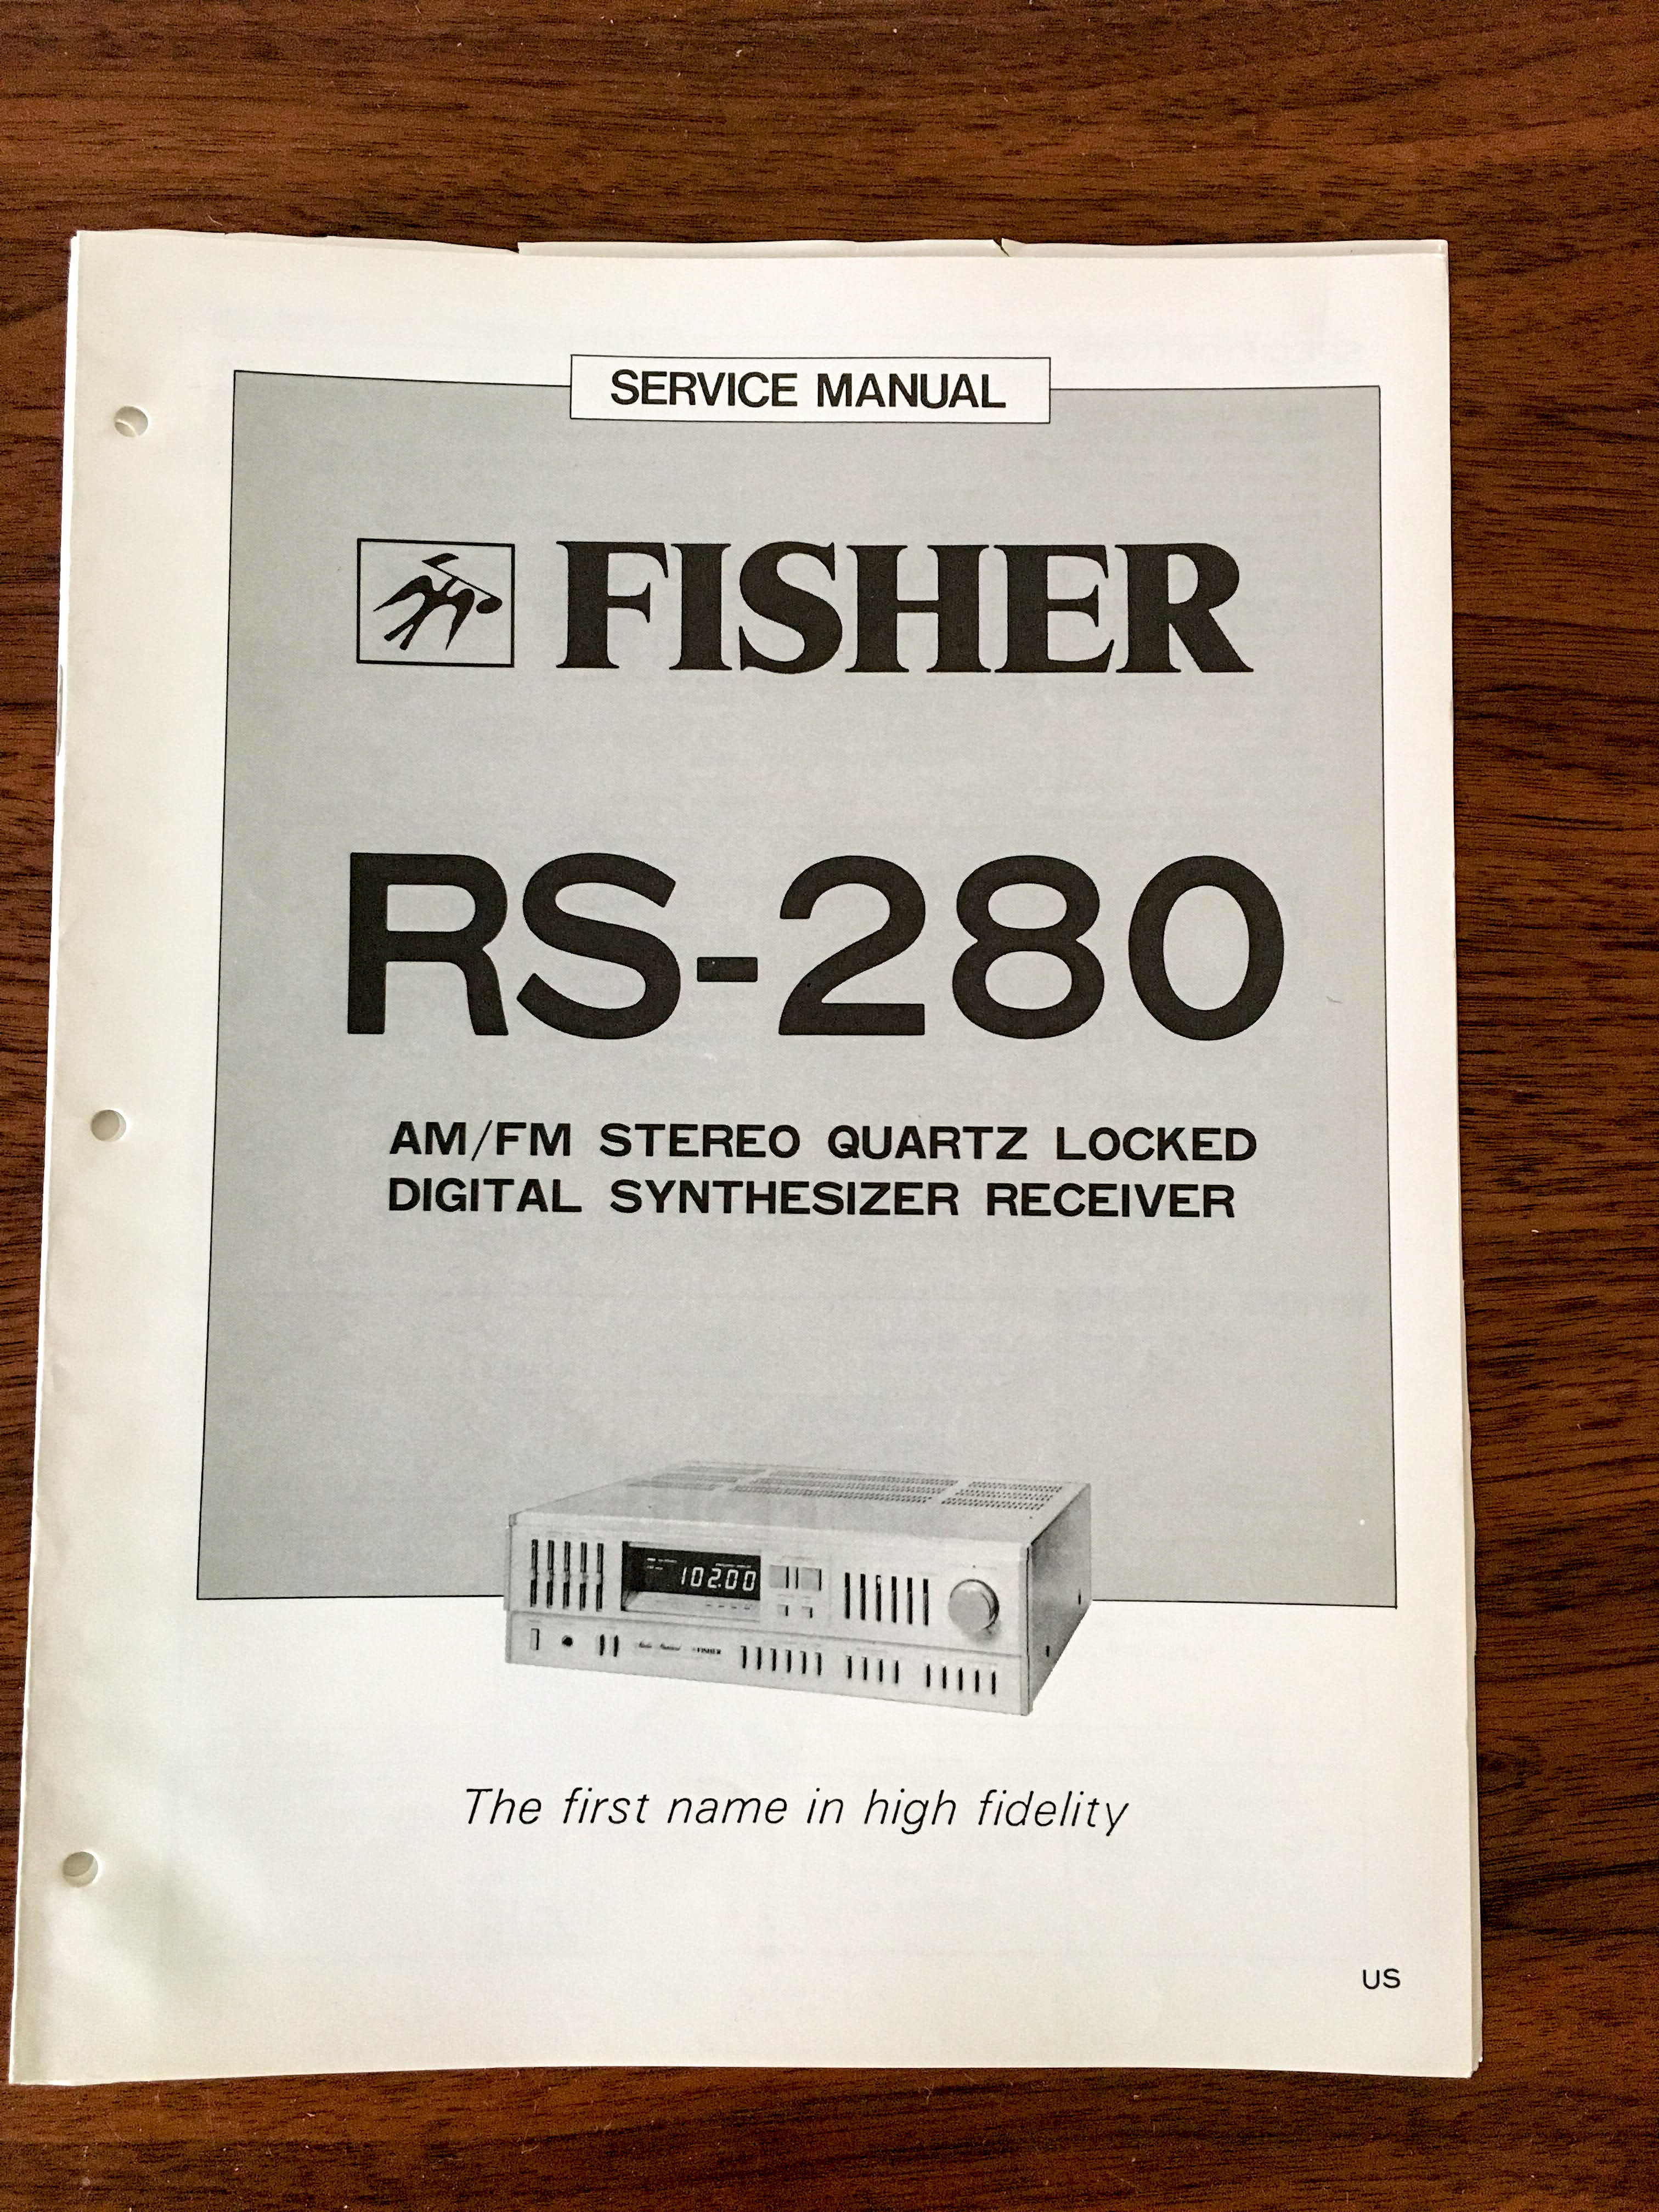 SERVICE MANUAL
FISHER
RS-280
AM/FM STEREO QUARTZ LOCKED
DIGITAL SYNTHESIZER RECEIVER
102.00
FISHER
The first name in high fidelity
US